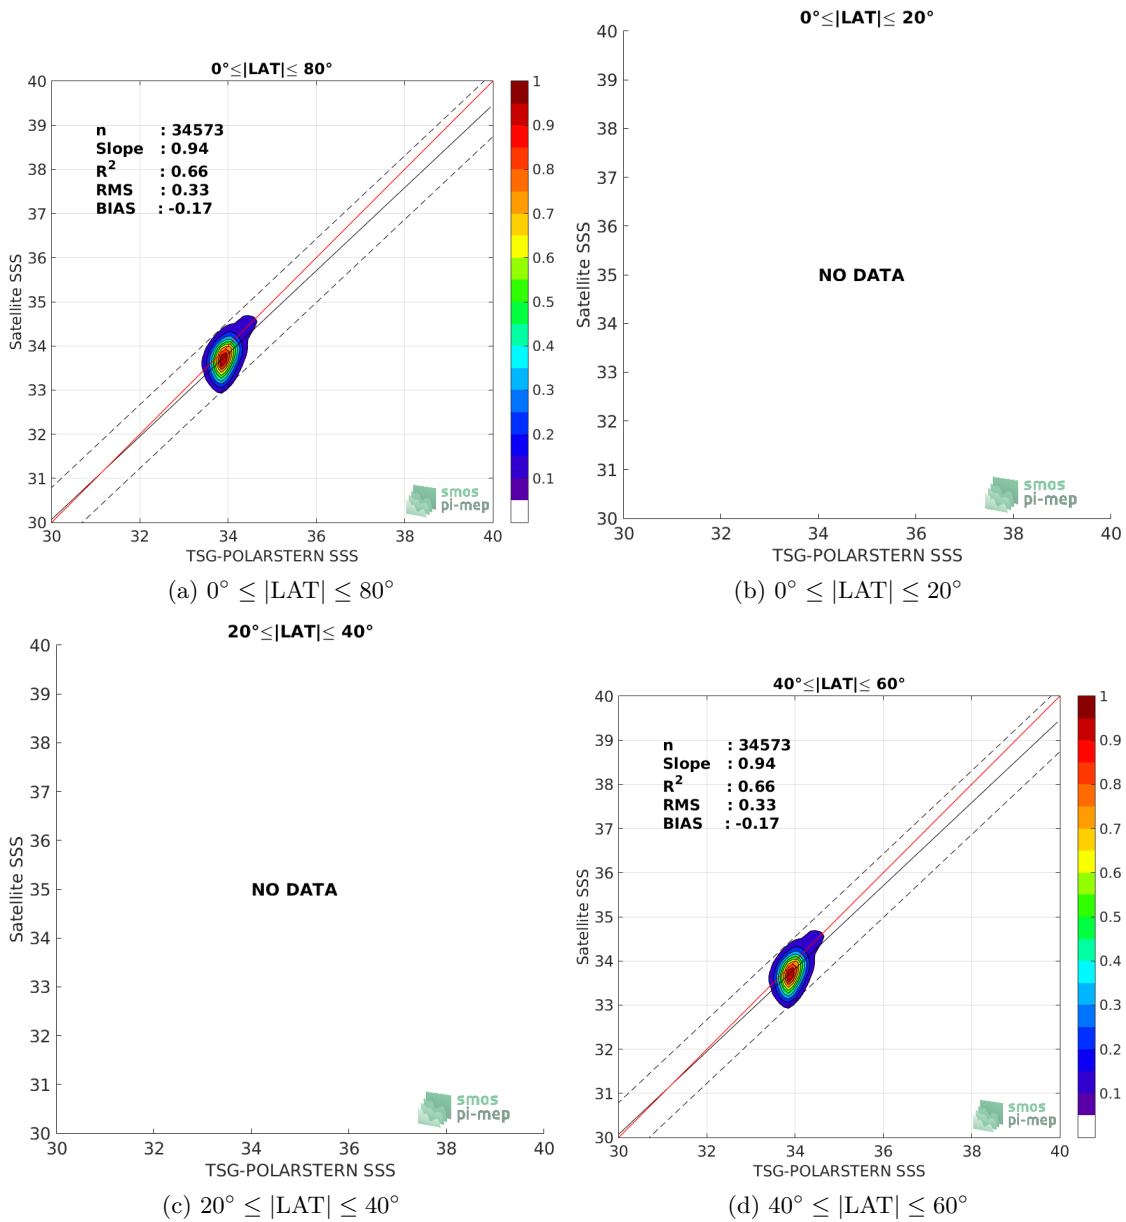 0°≤|LAT|≤ 80°
40
39
38
37
36
35
34
33
32
31
30
Satellite SSS
n : 34573
Slope : 0.94
R² : 0.66
RMS : 0.33
BIAS : -0.17
smos
pi-mep
30 32 34 36 38 40
TSG-POLARSTERN SSS
1
0.9
0.8
0.7
0.6
0.5
0.4
0.3
0.2
0.1
(a) 0° ≤ |LAT| ≤ 80°
0°≤|LAT|≤ 20°
40
39
38
37
36
35
34
33
32
31
30
Satellite SSS
NO DATA
smos
pi-mep
30 32 34 36 38 40
TSG-POLARSTERN SSS
(b) 0° ≤ |LAT| ≤ 20°
20°≤|LAT|≤ 40°
40
39
38
37
36
35
34
33
32
31
30
Satellite SSS
NO DATA
smos
pi-mep
30 32 34 36 38 40
TSG-POLARSTERN SSS
(c) 20° ≤ |LAT| ≤ 40°
40°≤|LAT|≤ 60°
40
39
38
37
36
35
34
33
32
31
30
Satellite SSS
n : 34573
Slope : 0.94
R² : 0.66
RMS : 0.33
BIAS : -0.17
smos
pi-mep
30 32 34 36 38 40
TSG-POLARSTERN SSS
1
0.9
0.8
0.7
0.6
0.5
0.4
0.3
0.2
0.1
(d) 40° ≤ |LAT| ≤ 60°